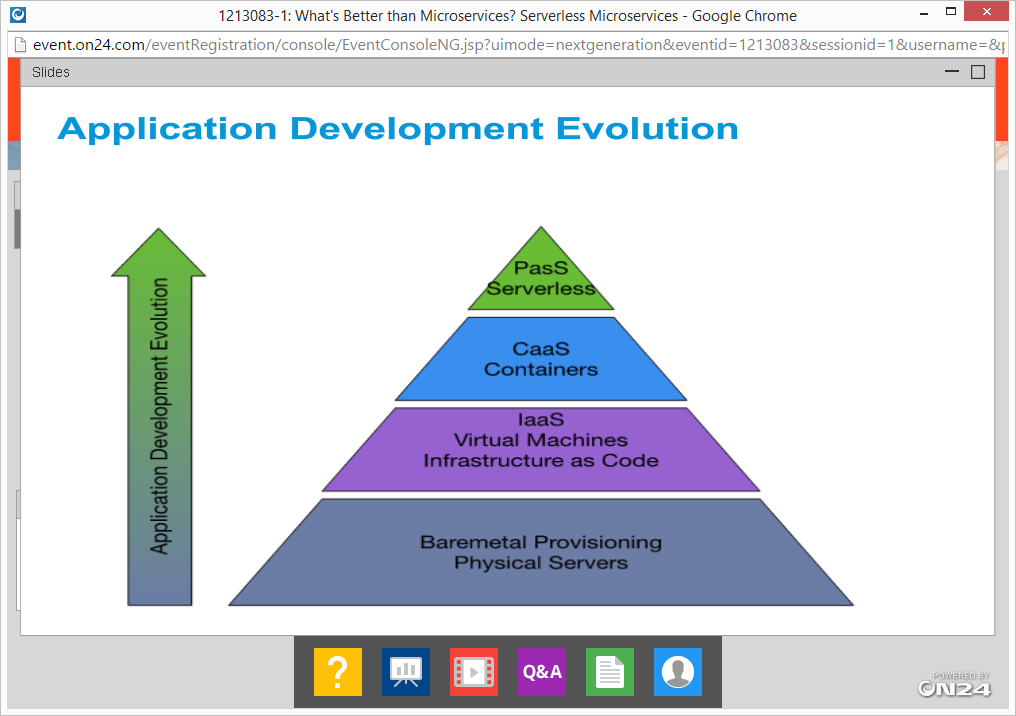 1213083-1: What's Better than Microservices? Serverless Microservices - Google Chrome
event.on24.com/eventRegistration/console/EventConsoleNG.jsp?uimode=nextgeneration&eventid=1213083&sessionid=1&username=&p
Slides
Application Development Evolution
Application Development Evolution
PasS
Serverless
CaaS
Containers
IaaS
Virtual Machines
Infrastructure as Code
Baremetal Provisioning
Physical Servers
?
Q&A
POWERED BY
ON24